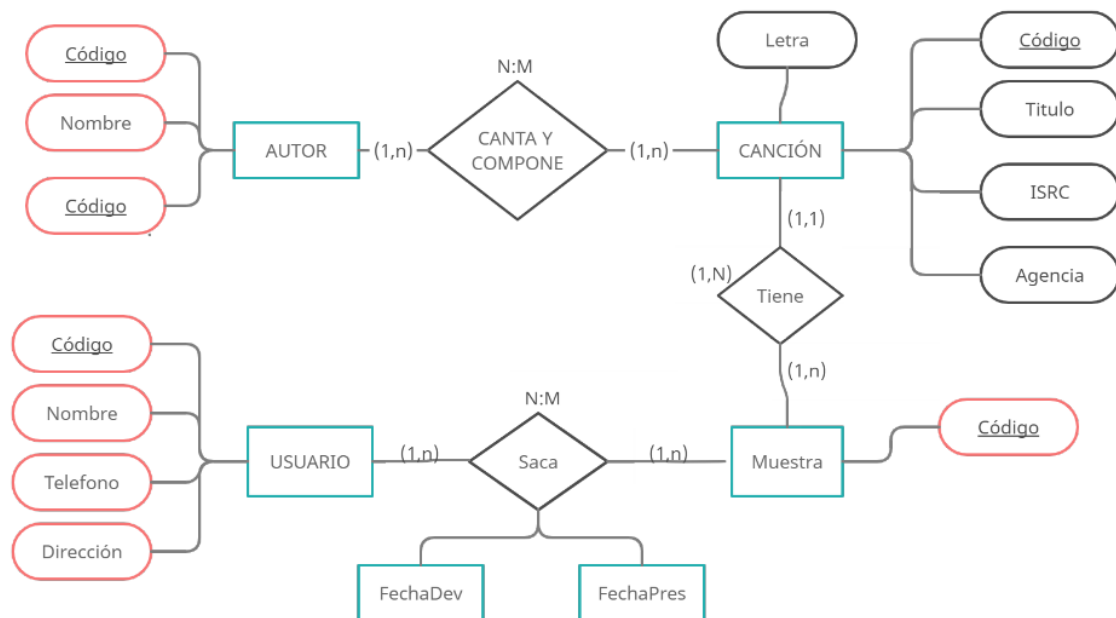 Código
Nombre
Código
AUTOR
(1,n)
N:M
CANTA Y
COMPONE
(1,n)
Letra
CANCIÓN
Código
Titulo
ISRC
Agencia
(1,1)
(1,N)
Tiene
(1,n)
Código
Nombre
Telefono
Dirección
USUARIO
(1,n)
N:M
Saca
(1,n)
Muestra
Código
FechaDev
FechaPres